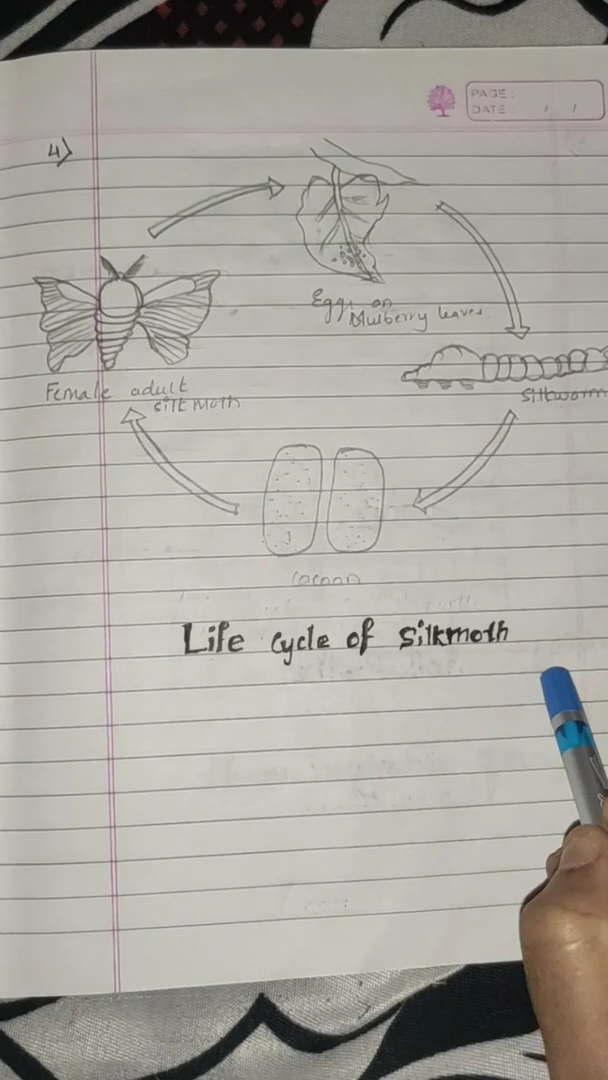 PAGE:
DATE: / /
4)
Eggs on
Mulberry leaves
Female adult
silk moth
Silkworm
cocoon
Life cycle of silkmoth